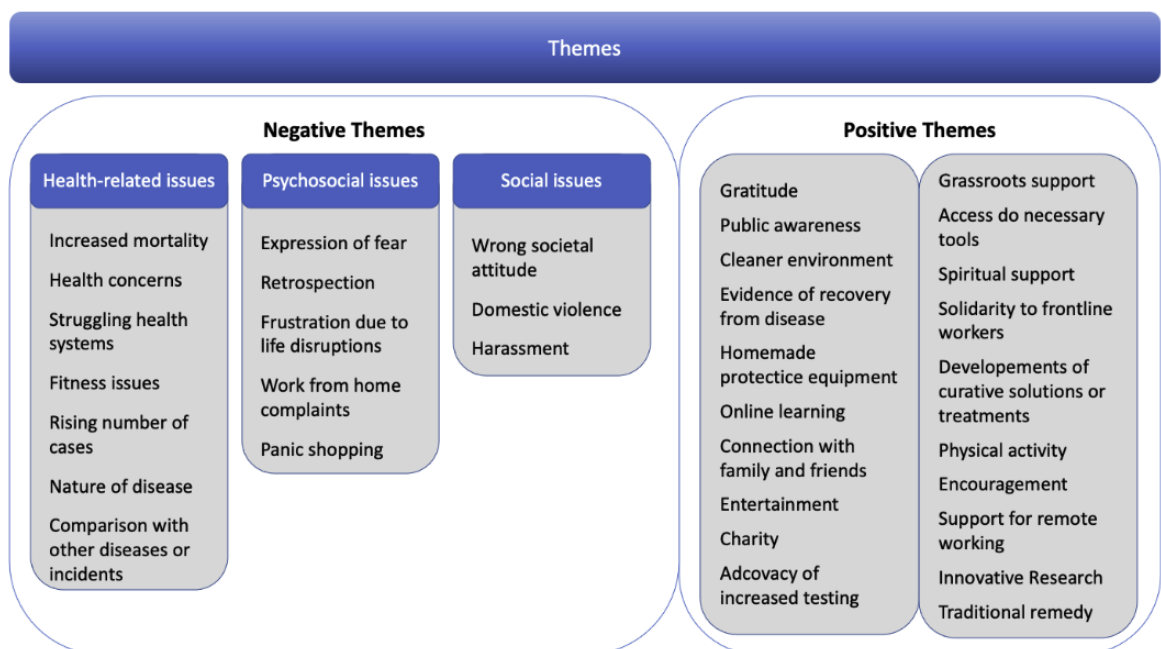 Themes
Negative Themes
Health-related issues
Increased mortality
Health concerns
Struggling health
systems
Fitness issues
Rising number of
cases
Nature of disease
Comparison with
other diseases or
incidents
Psychosocial issues
Expression of fear
Retrospection
Frustration due to
life disruptions
Work from home
complaints
Panic shopping
Social issues
Wrong societal
attitude
Domestic violence
Harassment
Positive Themes
Gratitude
Public awareness
Cleaner environment
Evidence of recovery
from disease
Homemade
protectice equipment
Online learning
Connection with
family and friends
Entertainment
Charity
Adcovacy of
increased testing
Grassroots support
Access do necessary
tools
Spiritual support
Solidarity to frontline
workers
Developements of
curative solutions or
treatments
Physical activity
Encouragement
Support for remote
working
Innovative Research
Traditional remedy